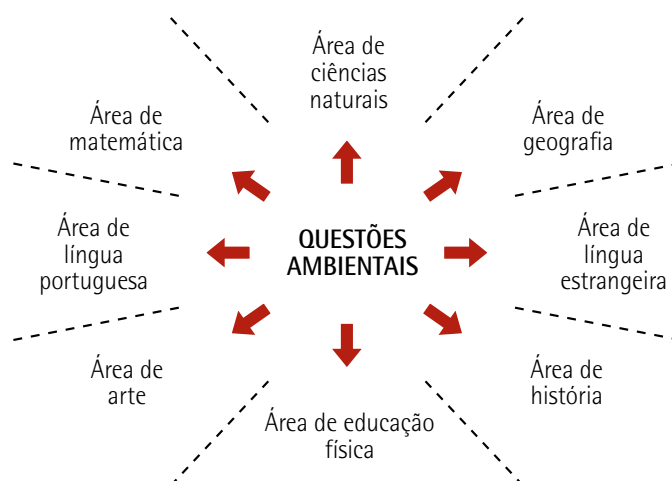 Área de
ciências
naturais
Área de
matemática
Área de
geografia
Área de
língua
portuguesa
QUESTÕES
AMBIENTAIS
Área de
língua
estrangeira
Área de
arte
Área de educação
física
Área de
história